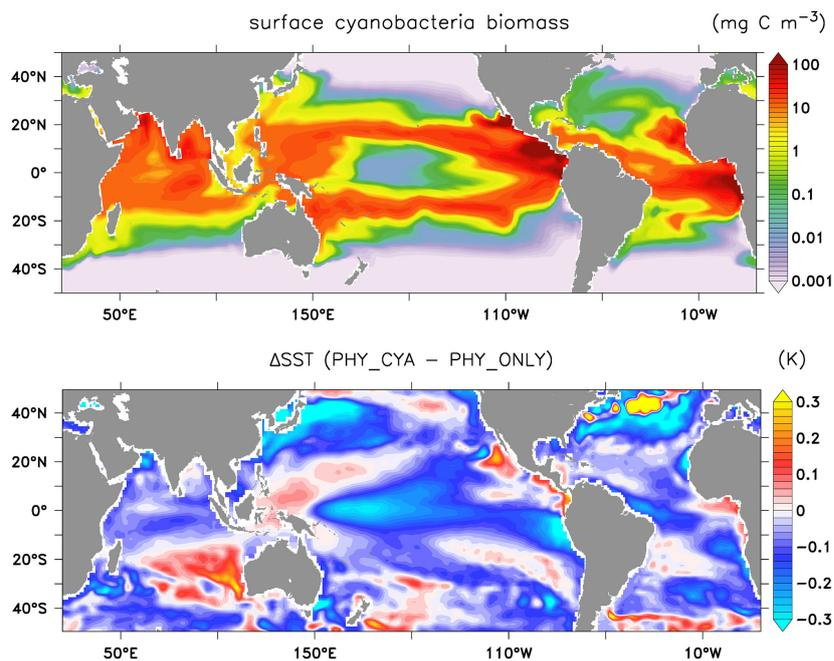 surface cyanobacteria biomass (mg C m⁻³)
40°N
20°N
0°
20°S
40°S
50°E 150°E 110°W 10°W
100
10
1
0.1
0.01
0.001
ΔSST (PHY_CYA − PHY_ONLY) (K)
40°N
20°N
0°
20°S
40°S
50°E 150°E 110°W 10°W
0.3
0.2
0.1
0
−0.1
−0.2
−0.3